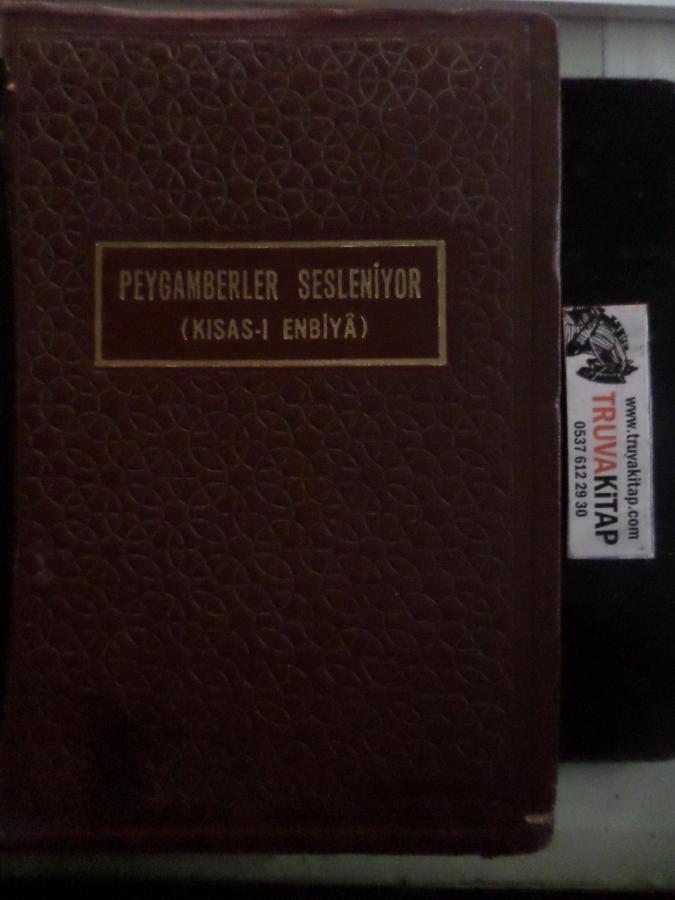 PEYGAMBERLER SESLENİYOR
(KISAS-I ENBİYÂ)
www.truvakitap.com
TRUVAKİTAP
0537 612 29 30